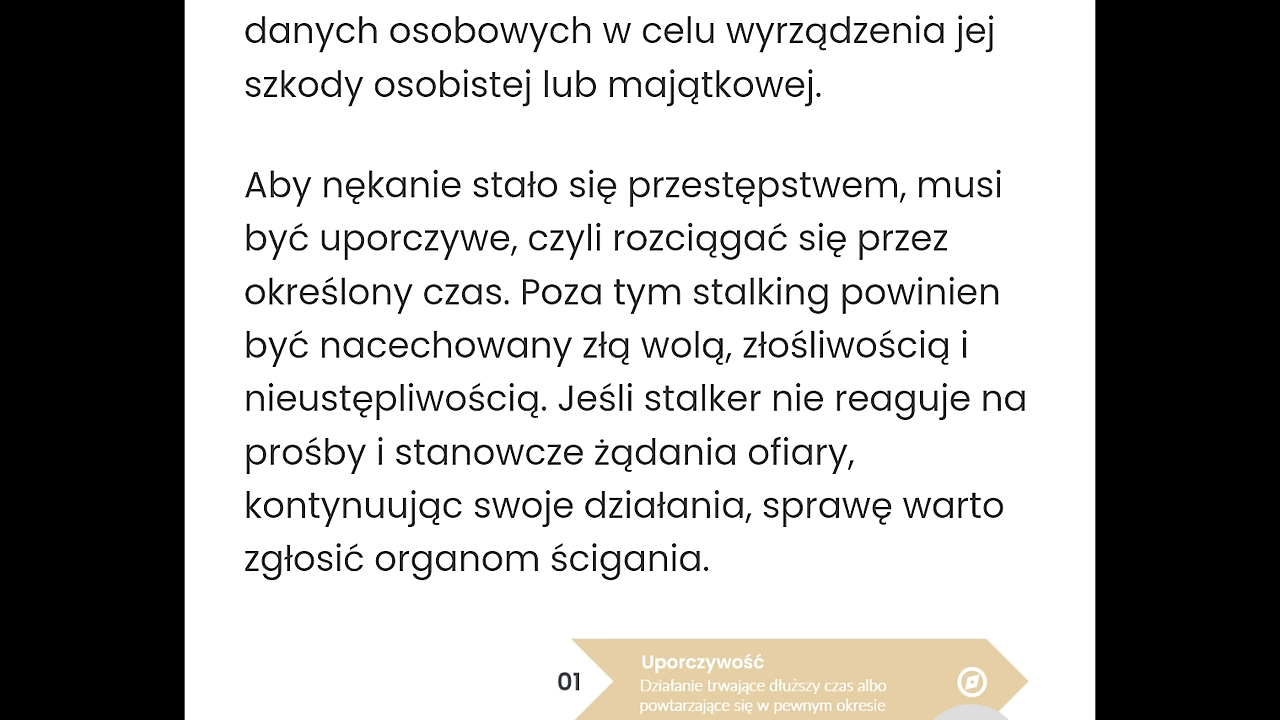 danych osobowych w celu wyrządzenia jej
szkody osobistej lub majątkowej.
Aby nękanie stało się przestępstwem, musi
być uporczywe, czyli rozciągać się przez
określony czas. Poza tym stalking powinien
być nacechowany złą wolą, złośliwością i
nieustępliwością. Jeśli stalker nie reaguje na
prośby i stanowcze żądania ofiary,
kontynuując swoje działania, sprawę warto
zgłosić organom ścigania.
01
Uporczywość
Działanie trwające dłuższy czas albo
powtarzające się w pewnym okresie